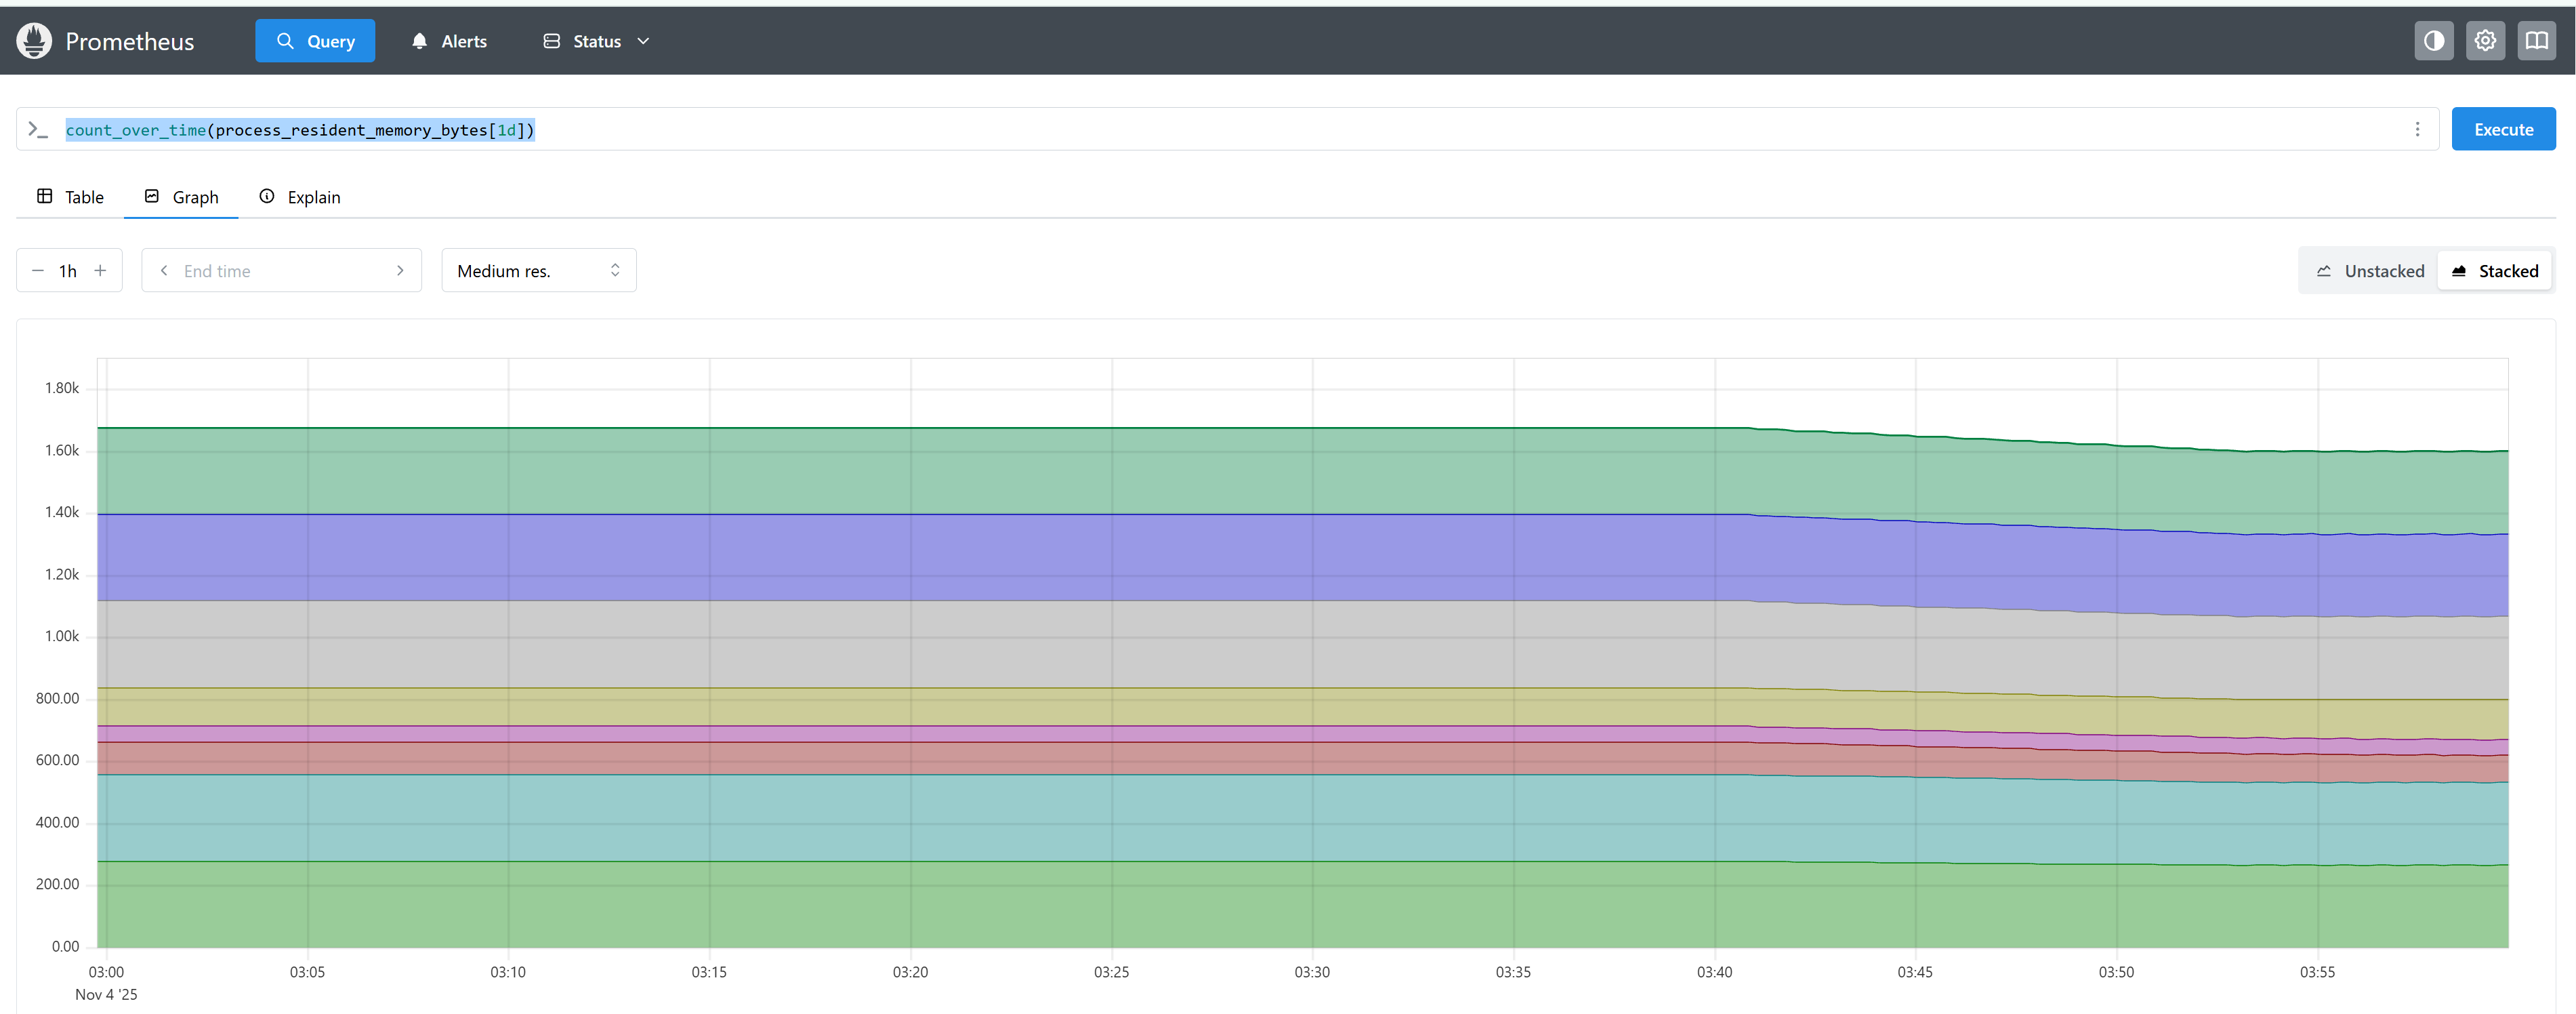 Prometheus Query Alerts Status
count_over_time(process_resident_memory_bytes[1d])
Execute
Table Graph Explain
1h End time Medium res. Unstacked Stacked
1.80k
1.60k
1.40k
1.20k
1.00k
800.00
600.00
400.00
200.00
0.00
03:00 03:05 03:10 03:15 03:20 03:25 03:30 03:35 03:40 03:45 03:50 03:55
Nov 4 '25